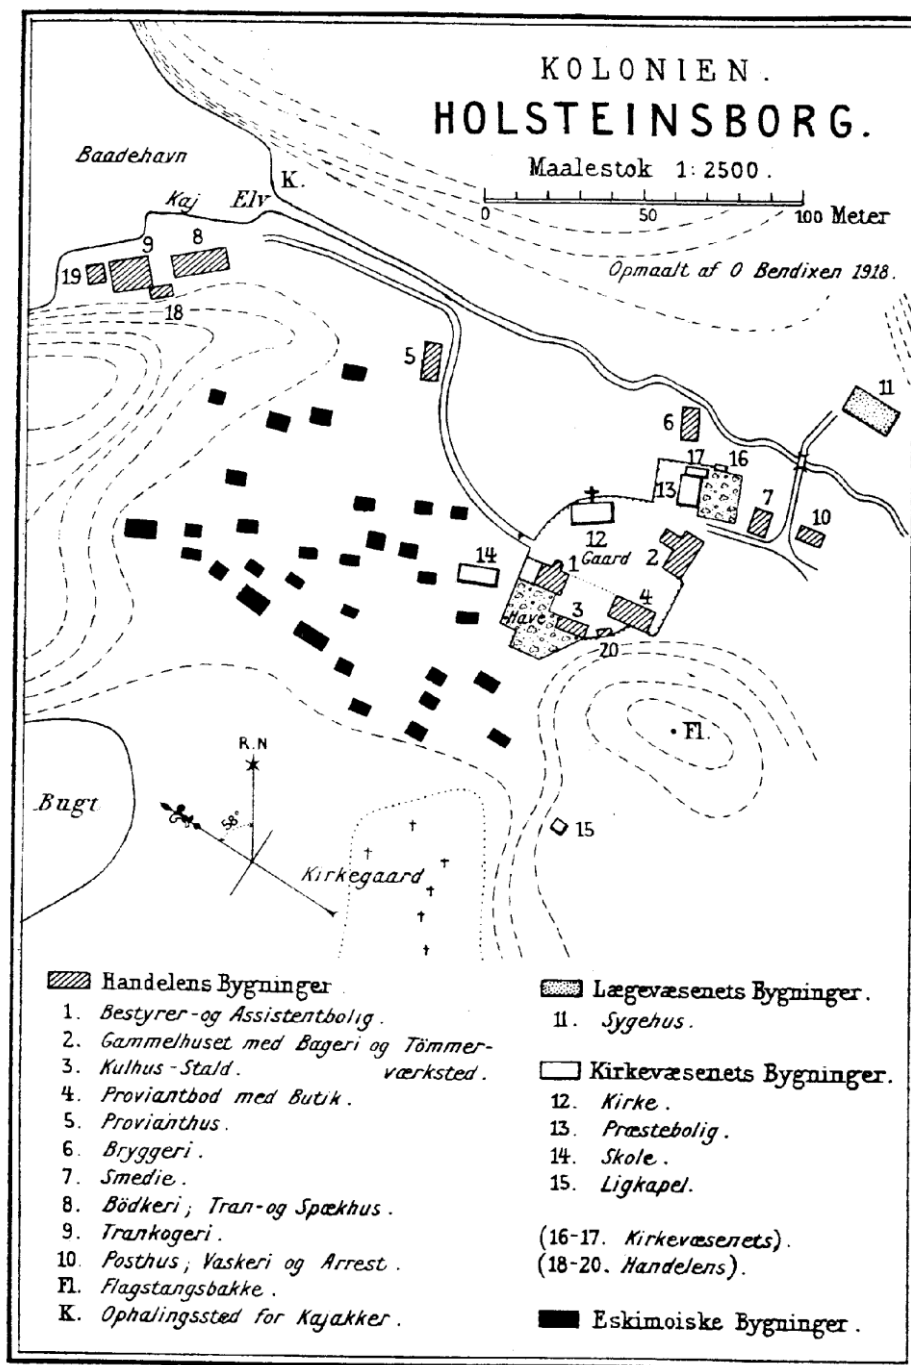 KOLONIEN.
HOLSTEINSBORG.
Maalestok 1:2500.
0 50 100 Meter
Opmaalt af O Bendixen 1918.
Baadehavn
Kaj Elv K.
9 8
19
18
5
11
6
17 16
13
7
10
12
Gaard
2
14
1
4
Have
3
20
Fl.
R.N
Bugt
58°
15
Kirkegaard
Handelens Bygninger
1. Bestyrer-og Assistentbolig.
2. Gammelhuset med Bageri og Tömmer-
3. Kulhus-Stald. værksted.
4. Proviantbod med Butik.
5. Provianthus.
6. Bryggeri.
7. Smedie.
8. Bödkeri; Tran-og Spækhus.
9. Trankogeri.
10. Posthus; Vaskeri og Arrest.
Fl. Flagstangsbakke.
K. Ophalingssted for Kajakker.
Lægevæsenets Bygninger.
11. Sygehus.
Kirkevæsenets Bygninger.
12. Kirke.
13. Præstebolig.
14. Skole.
15. Ligkapel.
(16-17. Kirkevæsenets).
(18-20. Handelens).
Eskimoiske Bygninger.